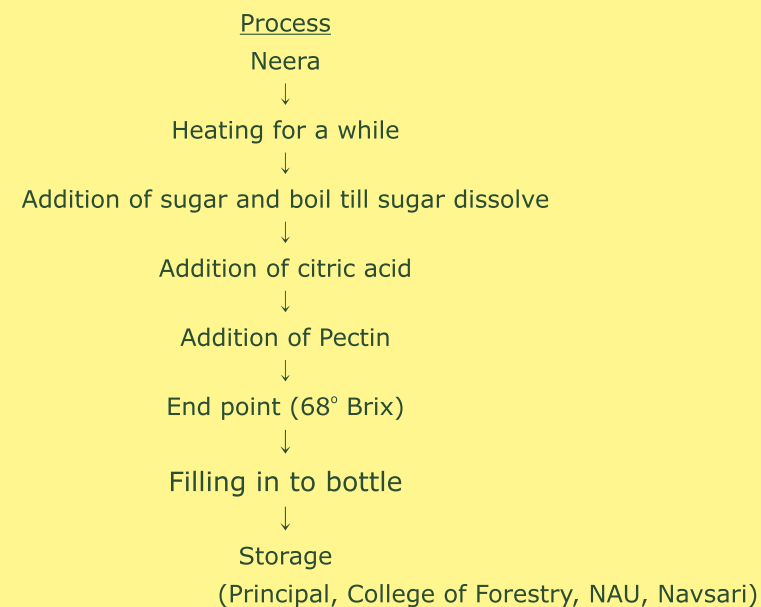 Process
Neera
↓
Heating for a while
↓
Addition of sugar and boil till sugar dissolve
↓
Addition of citric acid
↓
Addition of Pectin
↓
End point (68° Brix)
↓
Filling in to bottle
↓
Storage
(Principal, College of Forestry, NAU, Navsari)